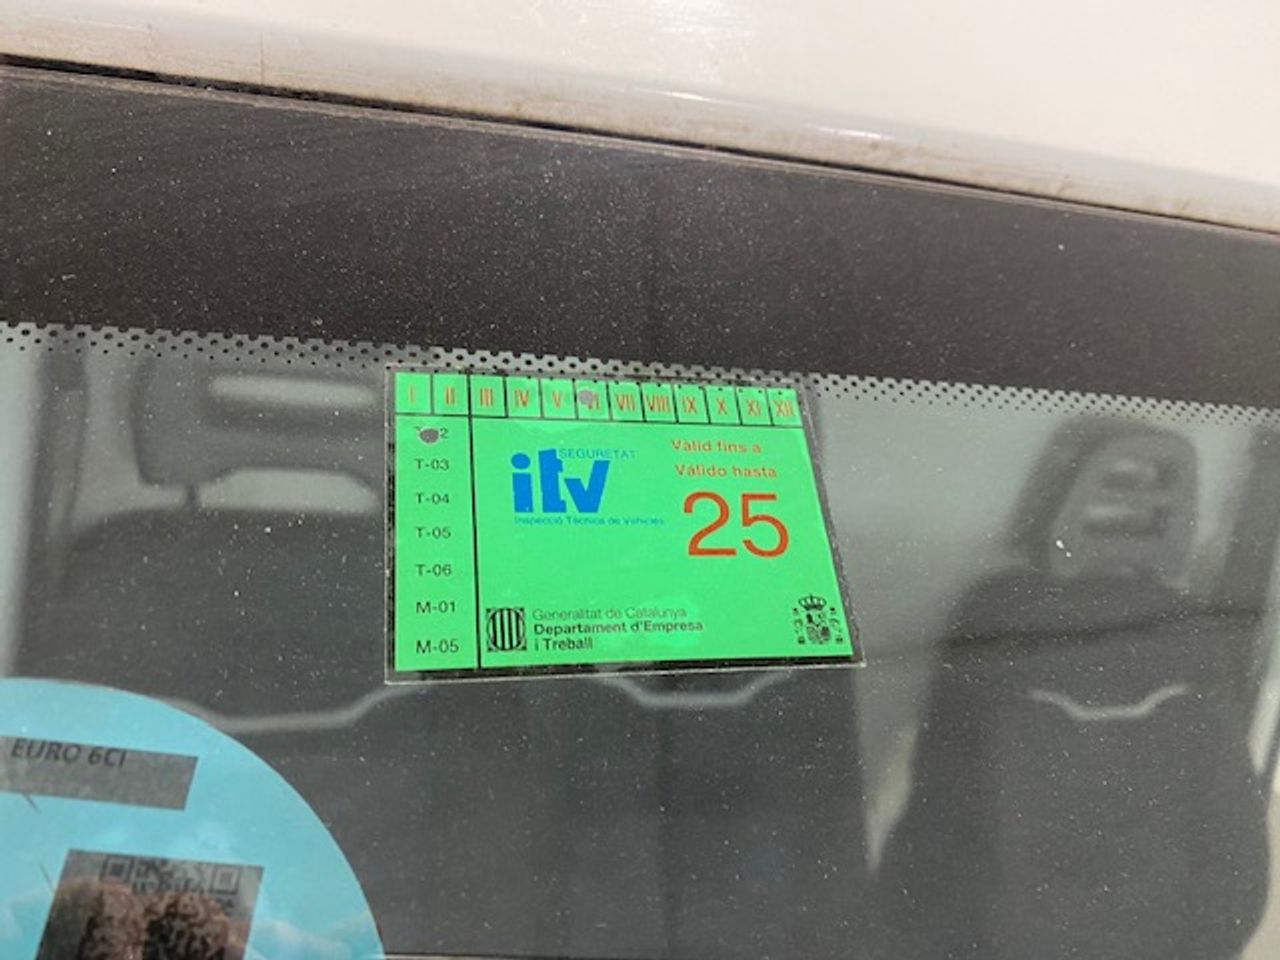 I II III IV V VI VII VIII IX X XI XII
T-03
T-04
T-05
T-06
M-01
M-05
SEGURETAT
itv
Inspecció Tècnica de Vehicles
Vàlid fins a
Válido hasta
25
Generalitat de Catalunya
Departament d'Empresa
i Treball
EURO 6CI